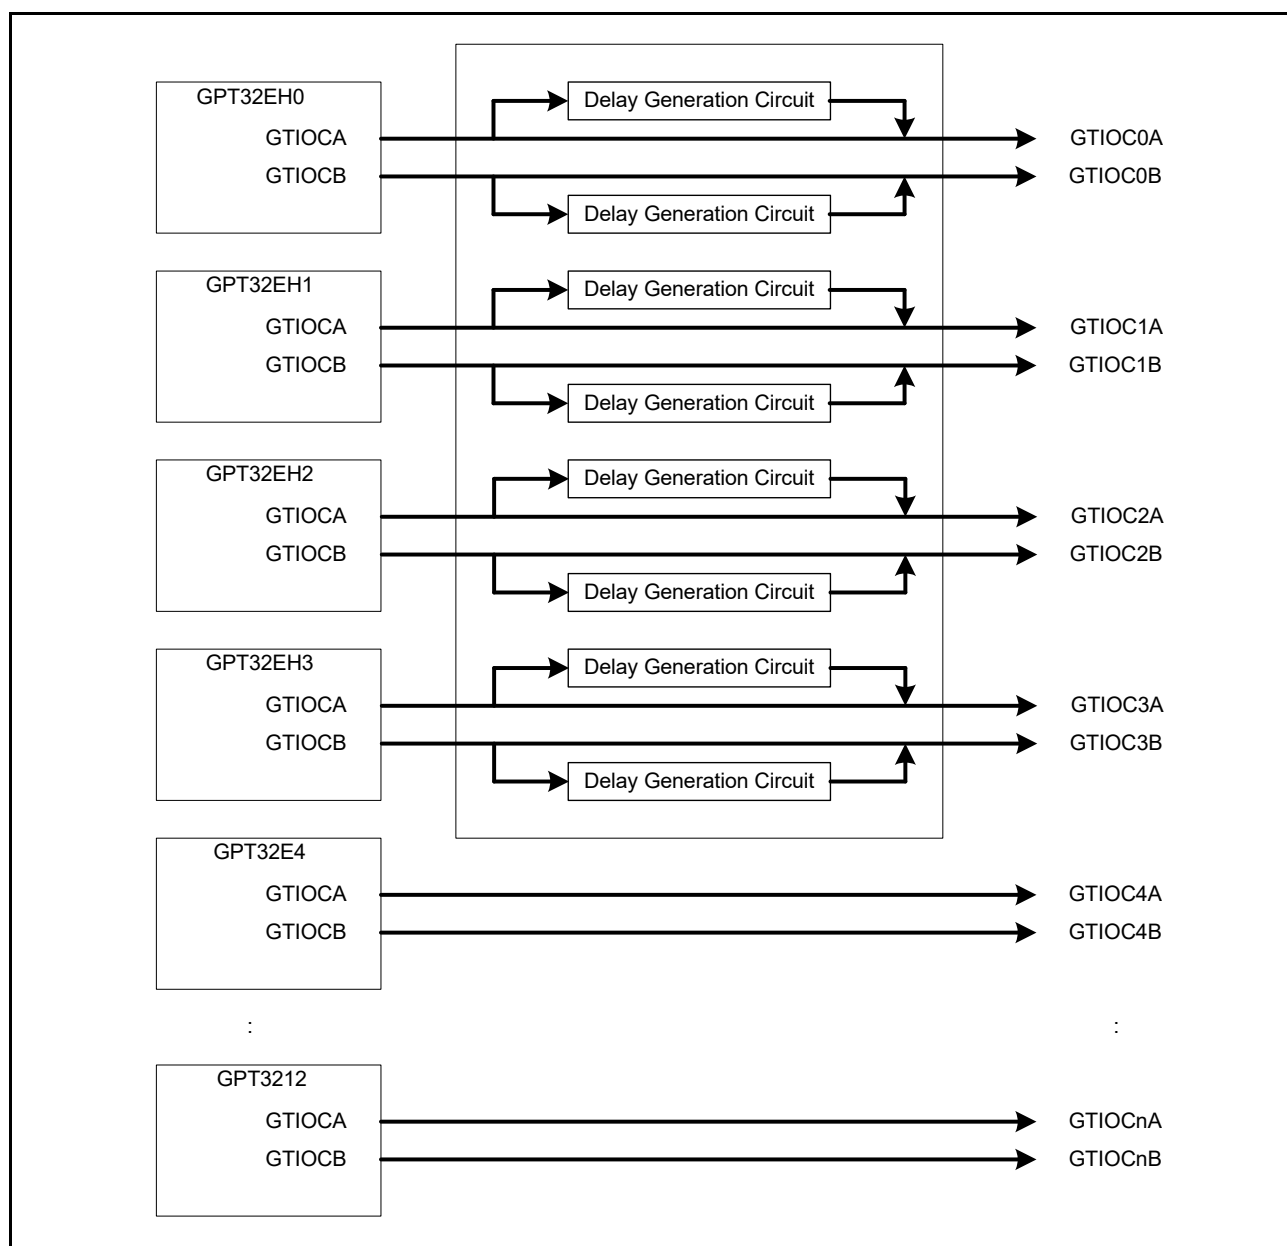 GPT32EH0
Delay Generation Circuit
GTIOCA
GTIOC0A
GTIOCB
GTIOC0B
Delay Generation Circuit
GPT32EH1
Delay Generation Circuit
GTIOCA
GTIOC1A
GTIOCB
GTIOC1B
Delay Generation Circuit
GPT32EH2
Delay Generation Circuit
GTIOCA
GTIOC2A
GTIOCB
GTIOC2B
Delay Generation Circuit
GPT32EH3
Delay Generation Circuit
GTIOCA
GTIOC3A
GTIOCB
GTIOC3B
Delay Generation Circuit
GPT32E4
GTIOCA
GTIOC4A
GTIOCB
GTIOC4B
:
:
GPT3212
GTIOCA
GTIOCnA
GTIOCB
GTIOCnB